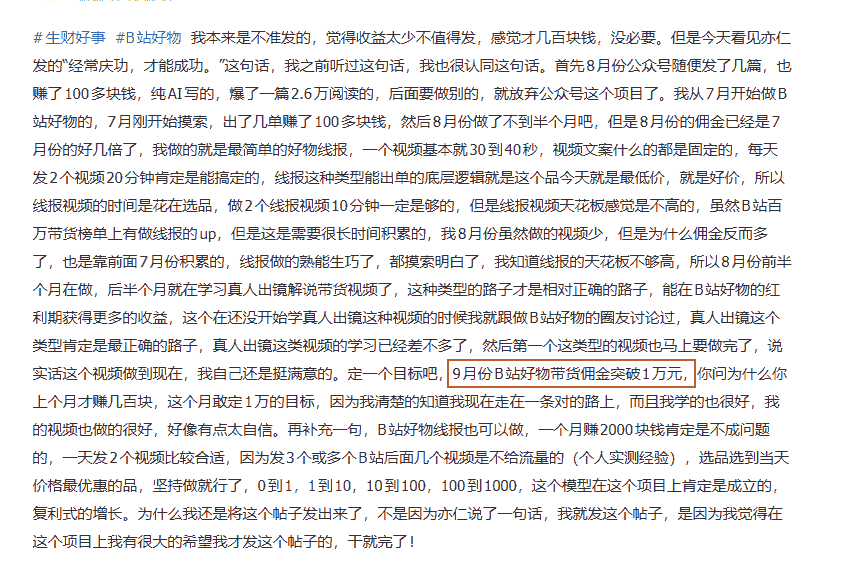 #生财好事 #B站好物 我本来是不准发的，觉得收益太少不值得发，感觉才几百块钱，没必要。但是今天看见亦仁
发的“经常庆功，才能成功。”这句话，我之前听过这句话，我也很认同这句话。首先8月份公众号随便发了几篇，也
赚了100多块钱，纯AI写的，爆了一篇2.6万阅读的，后面要做别的，就放弃公众号这个项目了。我从7月开始做B
站好物的，7月刚开始摸索，出了几单赚了100多块钱，然后8月份做了不到半个月吧，但是8月份的佣金已经是7
月份的好几倍了，我做的就是最简单的好物线报，一个视频基本就30到40秒，视频文案什么的都是固定的，每天
发2个视频20分钟肯定是能搞定的，线报这种类型能出单的底层逻辑就是这个品今天就是最低价，就是好价，所以
线报视频的时间是花在选品，做2个线报视频10分钟一定是够的，但是线报视频天花板感觉是不高的，虽然B站百
万带货榜单上有做线报的up，但是这是需要很长时间积累的，我8月份虽然做的视频少，但是为什么佣金反而多
了，也是靠前面7月份积累的，线报做的熟能生巧了，都摸索明白了，我知道线报的天花板不够高，所以8月份前半
个月在做，后半个月就在学习真人出镜解说带货视频了，这种类型的路子才是相对正确的路子，能在B站好物的红
利期获得更多的收益，这个在还没开始学真人出镜这种视频的时候我就跟做B站好物的圈友讨论过，真人出镜这个
类型肯定是最正确的路子，真人出镜这类视频的学习已经差不多了，然后第一个这类型的视频也马上要做完了，说
实话这个视频做到现在，我自己还是挺满意的。定一个目标吧，9月份B站好物带货佣金突破1万元，你问为什么你
上个月才赚几百块，这个月敢定1万的目标，因为我清楚的知道我现在走在一条对的路上，而且我学的也很好，我
的视频也做的很好，好像有点太自信。再补充一句，B站好物线报也可以做，一个月赚2000块钱肯定是不成问题
的，一天发2个视频比较合适，因为发3个或多个B站后面几个视频是不给流量的（个人实测经验），选品选到当天
价格最优惠的品，坚持做就行了，0到1，1到10，10到100，100到1000，这个模型在这个项目上肯定是成立的，
复利式的增长。为什么我还是将这个帖子发出来了，不是因为亦仁说了一句话，我就发这个帖子，是因为我觉得在
这个项目上我有很大的希望我才发这个帖子的，干就完了！